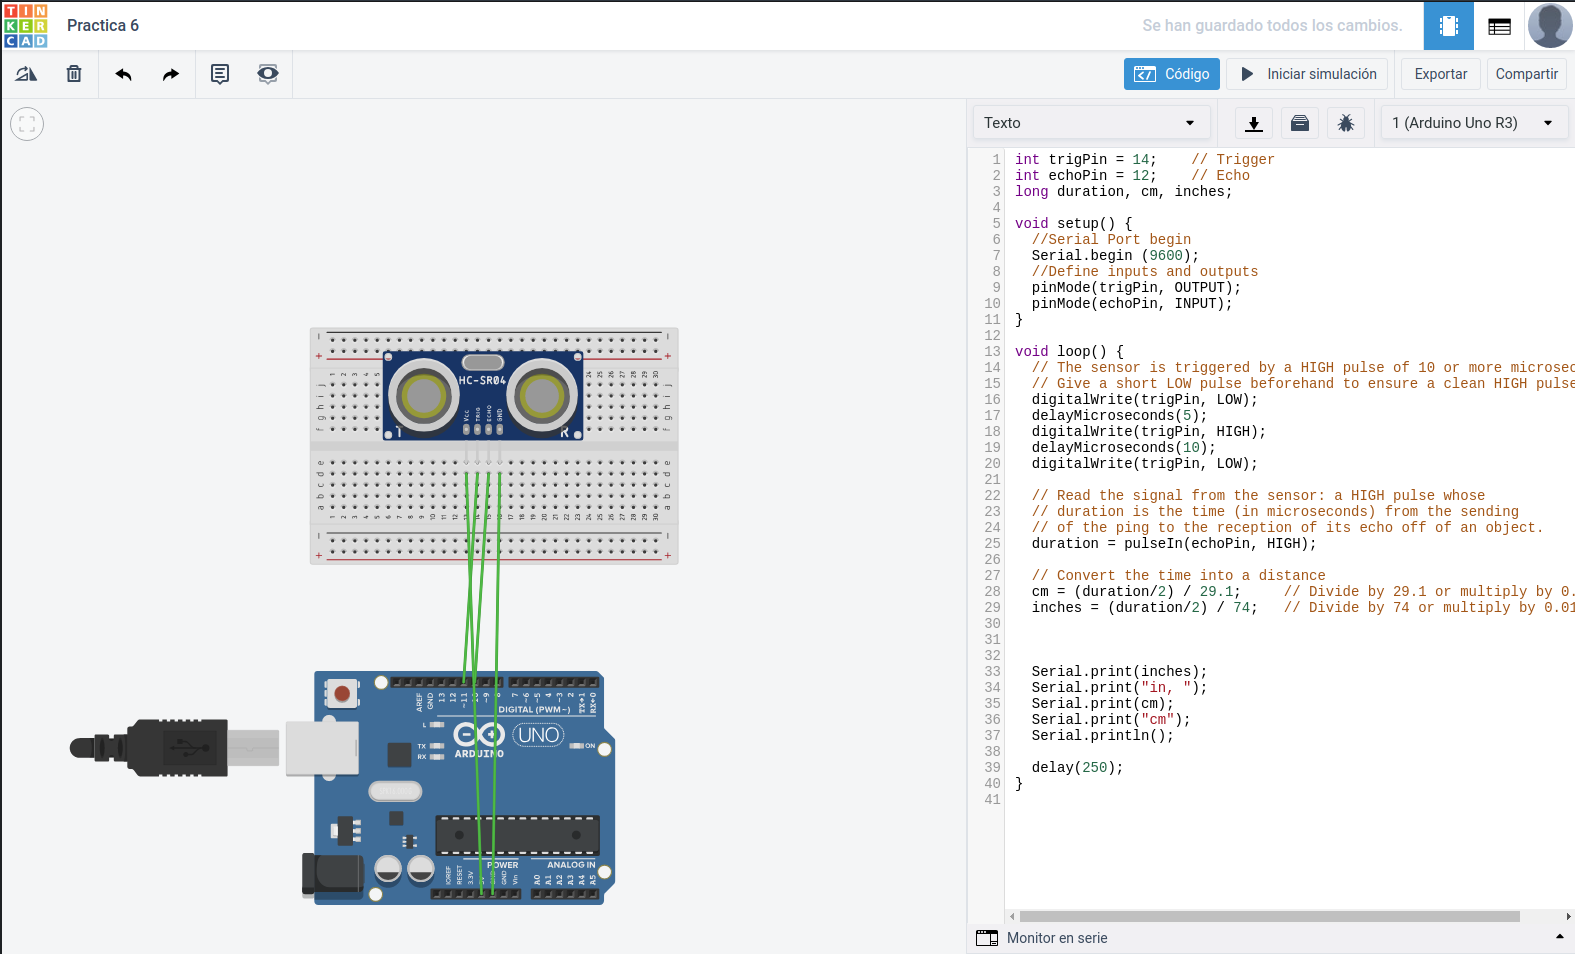 TIN
KER
CAD
Practica 6
Se han guardado todos los cambios.
Código
Iniciar simulación
Exportar
Compartir
Texto
1 (Arduino Uno R3)
1 int trigPin = 14;    // Trigger
2 int echoPin = 12;    // Echo
3 long duration, cm, inches;
4
5 void setup() {
6   //Serial Port begin
7   Serial.begin (9600);
8   //Define inputs and outputs
9   pinMode(trigPin, OUTPUT);
10   pinMode(echoPin, INPUT);
11 }
12
13 void loop() {
14   // The sensor is triggered by a HIGH pulse of 10 or more microsec
15   // Give a short LOW pulse beforehand to ensure a clean HIGH pulse
16   digitalWrite(trigPin, LOW);
17   delayMicroseconds(5);
18   digitalWrite(trigPin, HIGH);
19   delayMicroseconds(10);
20   digitalWrite(trigPin, LOW);
21
22   // Read the signal from the sensor: a HIGH pulse whose
23   // duration is the time (in microseconds) from the sending
24   // of the ping to the reception of its echo off of an object.
25   duration = pulseIn(echoPin, HIGH);
26
27   // Convert the time into a distance
28   cm = (duration/2) / 29.1;     // Divide by 29.1 or multiply by 0.
29   inches = (duration/2) / 74;   // Divide by 74 or multiply by 0.01
30
31
32
33   Serial.print(inches);
34   Serial.print("in, ");
35   Serial.print(cm);
36   Serial.print("cm");
37   Serial.println();
38
39   delay(250);
40 }
41
Monitor en serie
HC-SR04
VCC TRIG ECHO GND
T R
j
i
h
g
f
e
d
c
b
a
AREF GND 13 12 ~11 ~9 8 7 ~6 ~5 4 ~3 2 TX→1 RX←0
DIGITAL (PWM~)
L
TX
RX
ARDUINO
UNO
ON
POWER
ANALOG IN
IOREF RESET 3.3V GND Vin A0 A1 A2 A3 A4 A5